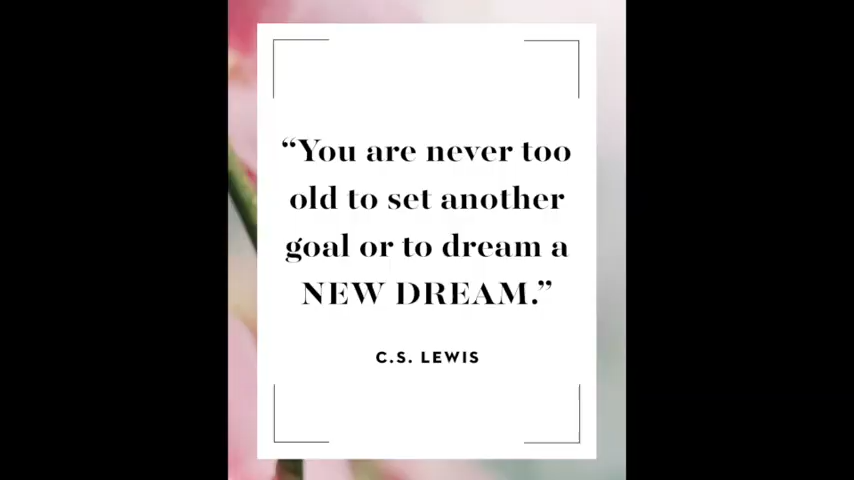 “You are never too
old to set another
goal or to dream a
NEW DREAM.”
C.S. LEWIS